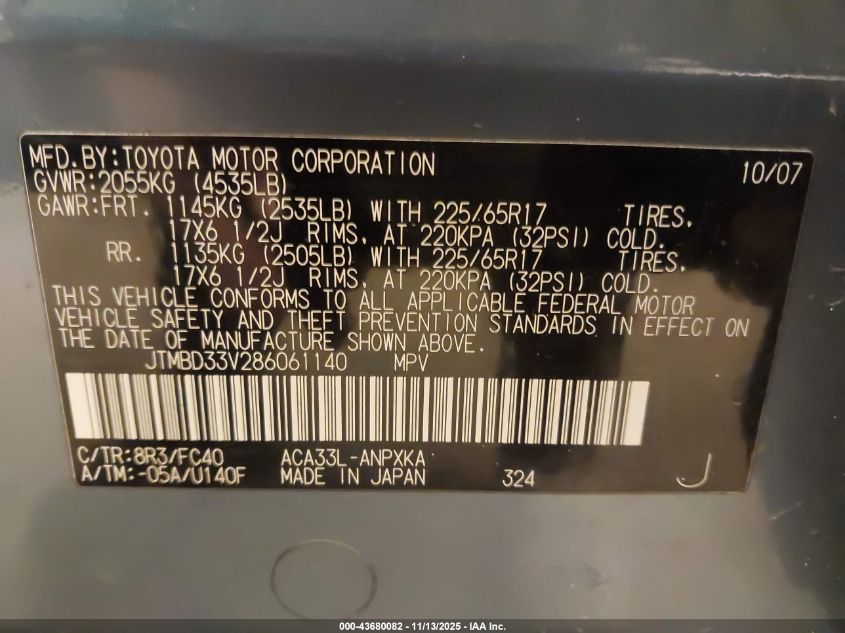 MFD.BY:TOYOTA MOTOR CORPORATION 10/07
GVWR:2055KG (4535LB)
GAWR:FRT. 1145KG (2535LB) WITH 225/65R17 TIRES,
17X6 1/2J RIMS, AT 220KPA (32PSI) COLD.
RR. 1135KG (2505LB) WITH 225/65R17 TIRES,
17X6 1/2J RIMS, AT 220KPA (32PSI) COLD.
THIS VEHICLE CONFORMS TO ALL APPLICABLE FEDERAL MOTOR
VEHICLE SAFETY AND THEFT PREVENTION STANDARDS IN EFFECT ON
THE DATE OF MANUFACTURE SHOWN ABOVE.
JTMBD33V286061140 MPV
C/TR:8R3/FC40 ACA33L-ANPXKA
A/TM:-05A/U140F MADE IN JAPAN 324 J
000-43680082 - 11/13/2025 - IAA Inc.